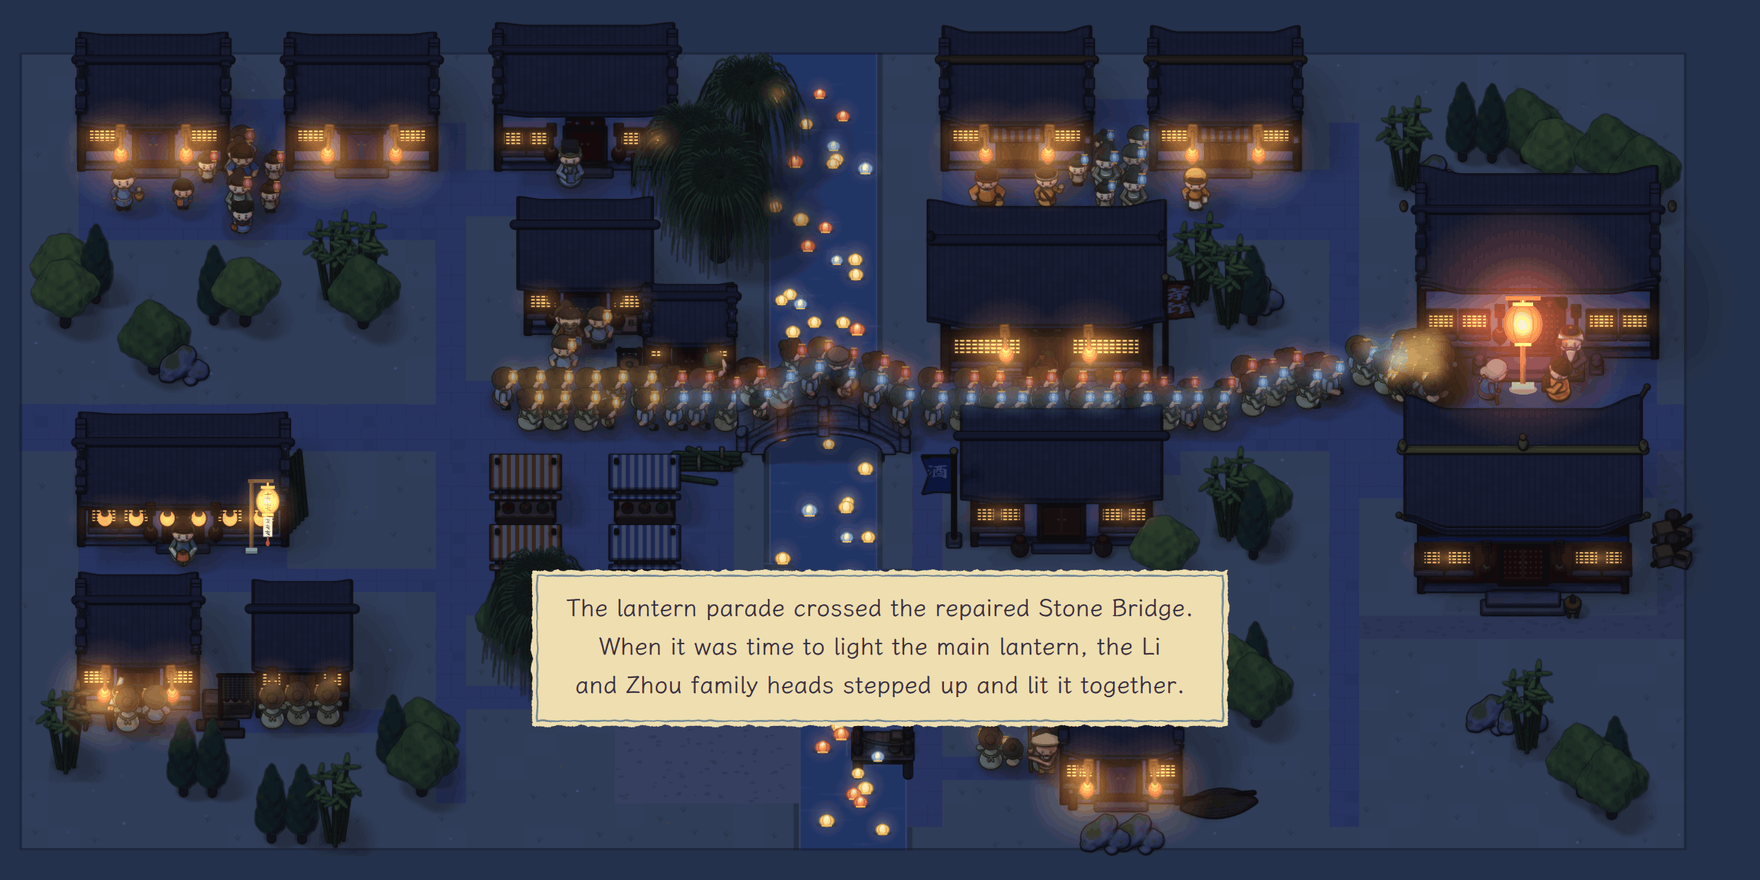 酒
The lantern parade crossed the repaired Stone Bridge.
When it was time to light the main lantern, the Li
and Zhou family heads stepped up and lit it together.